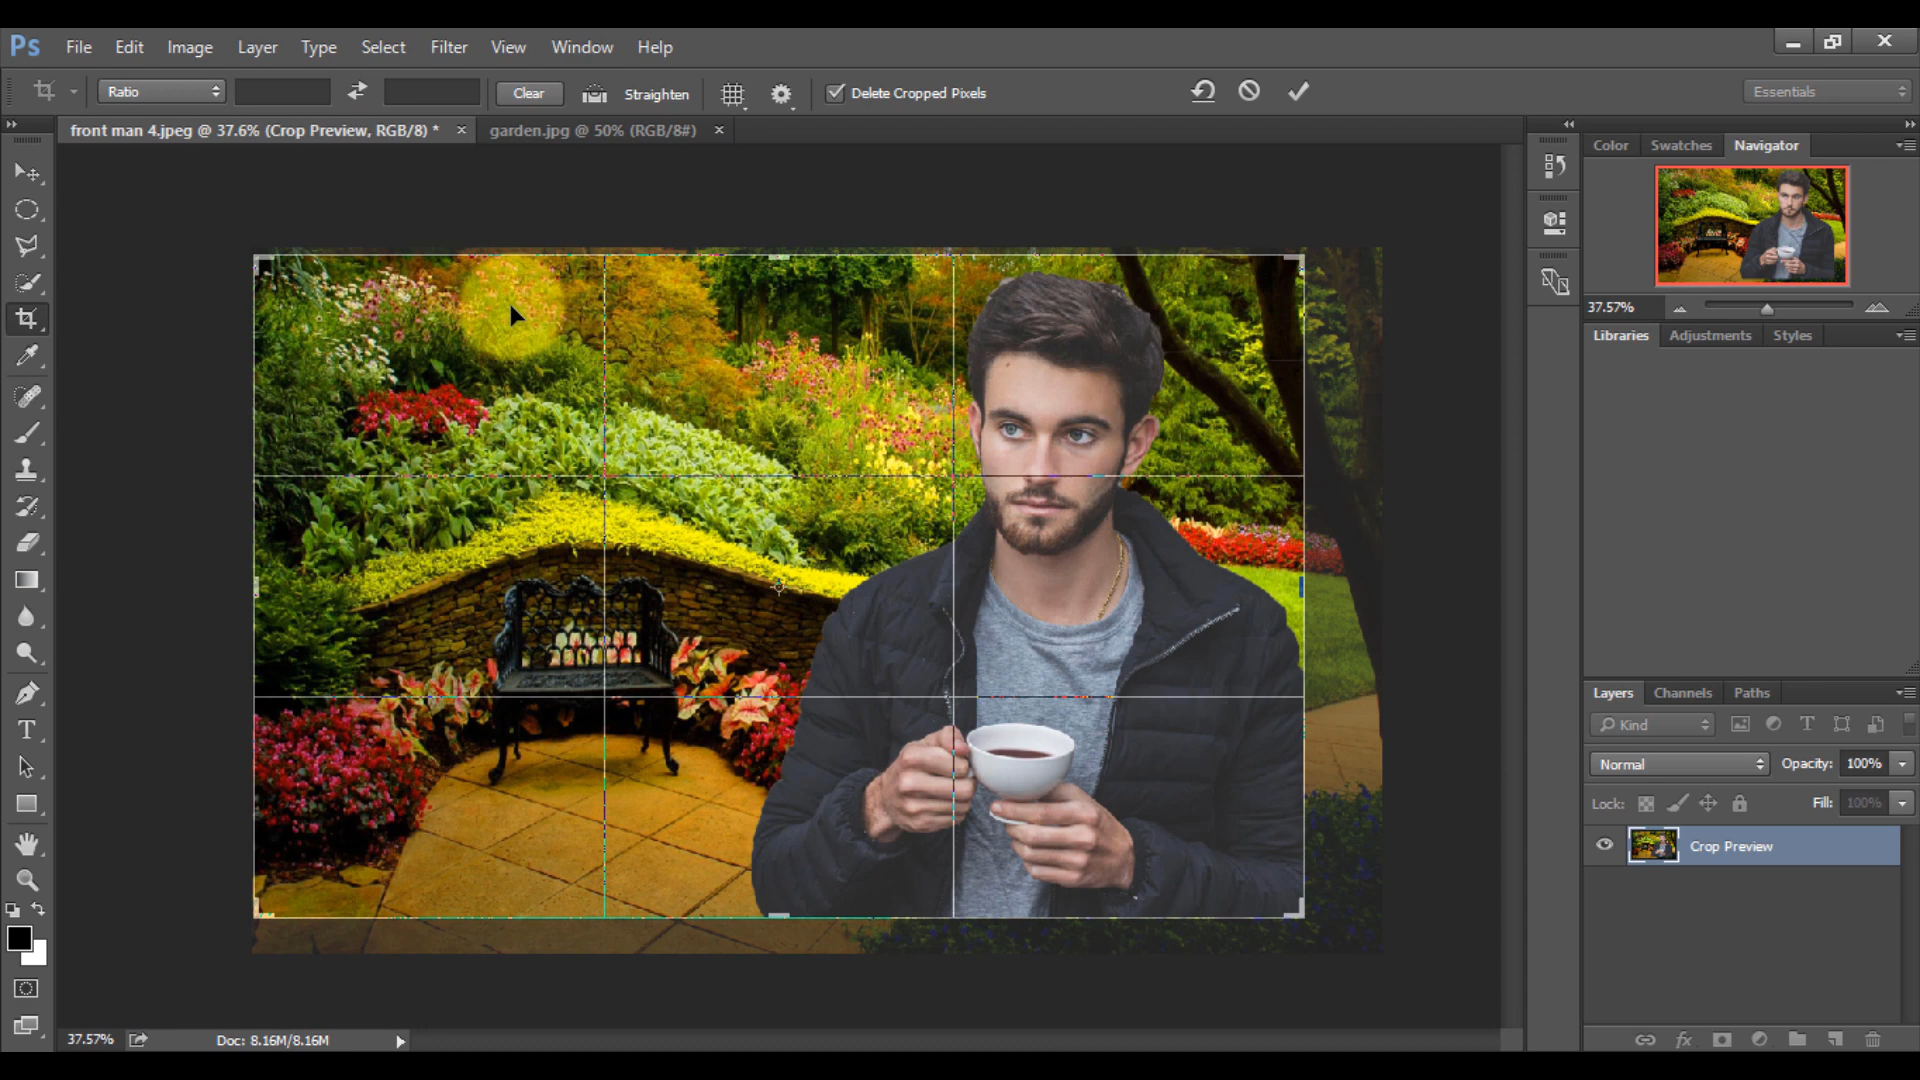 Ps File Edit Image Layer Type Select Filter View Window Help
Ratio Clear Straighten Delete Cropped Pixels Essentials
front man 4.jpeg @ 37.6% (Crop Preview, RGB/8) * × garden.jpg @ 50% (RGB/8#) ×
Color Swatches Navigator
37.57%
Libraries Adjustments Styles
Layers Channels Paths
Kind
Normal Opacity: 100%
Lock: Fill: 100%
Crop Preview
37.57% Doc: 8.16M/8.16M